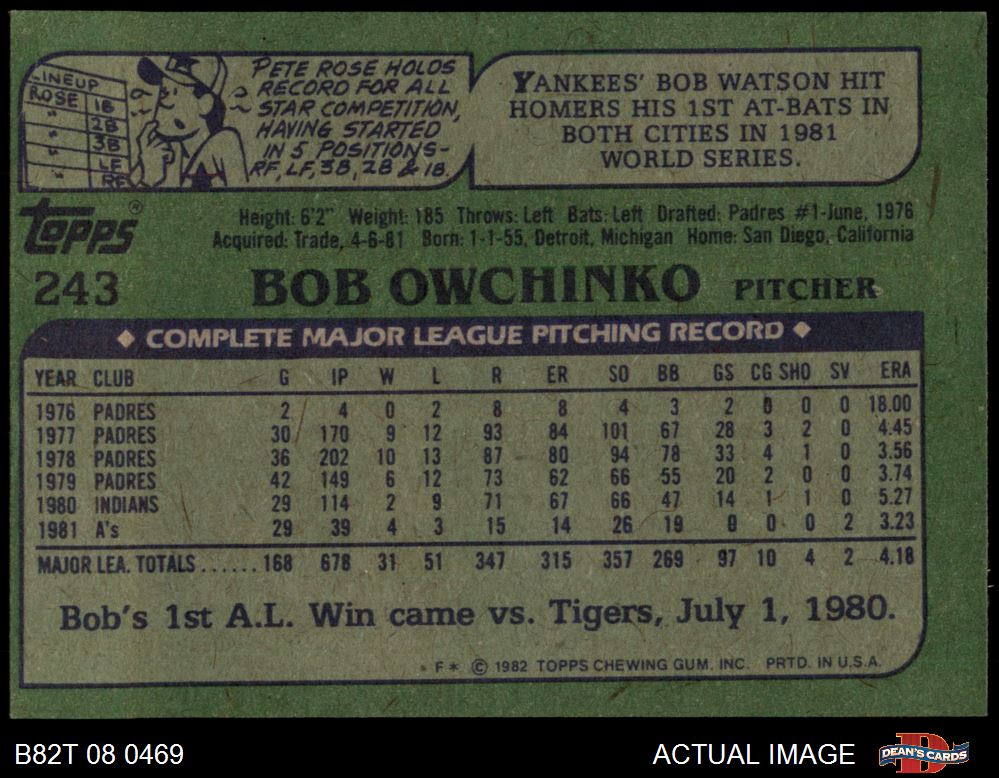 LINEUP
ROSE 1B
" 2B
" 3B
" LF
" RF
PETE ROSE HOLDS
RECORD FOR ALL
STAR COMPETITION,
HAVING STARTED
IN 5 POSITIONS-
RF, LF, 3B, 2B & 1B.
YANKEES' BOB WATSON HIT
HOMERS HIS 1ST AT-BATS IN
BOTH CITIES IN 1981
WORLD SERIES.
Topps®
243
Height: 6'2" Weight: 185 Throws: Left Bats: Left Drafted: Padres #1-June, 1976
Acquired: Trade, 4-6-81 Born: 1-1-55, Detroit, Michigan Home: San Diego, California
BOB OWCHINKO PITCHER
◆ COMPLETE MAJOR LEAGUE PITCHING RECORD ◆
YEAR CLUB G IP W L R ER SO BB GS CG SHO SV ERA
1976 PADRES 2 4 0 2 8 8 4 3 2 0 0 0 18.00
1977 PADRES 30 170 9 12 93 84 101 67 28 3 2 0 4.45
1978 PADRES 36 202 10 13 87 80 94 78 33 4 1 0 3.56
1979 PADRES 42 149 6 12 73 62 66 55 20 2 0 0 3.74
1980 INDIANS 29 114 2 9 71 67 66 47 14 1 1 0 5.27
1981 A's 29 39 4 3 15 14 26 19 0 0 0 2 3.23
MAJOR LEA. TOTALS ...... 168 678 31 51 347 315 357 269 97 10 4 2 4.18
Bob's 1st A.L. Win came vs. Tigers, July 1, 1980.
F* © 1982 TOPPS CHEWING GUM, INC. PRTD. IN U.S.A.
B82T 08 0469
ACTUAL IMAGE
DEAN'S CARDS